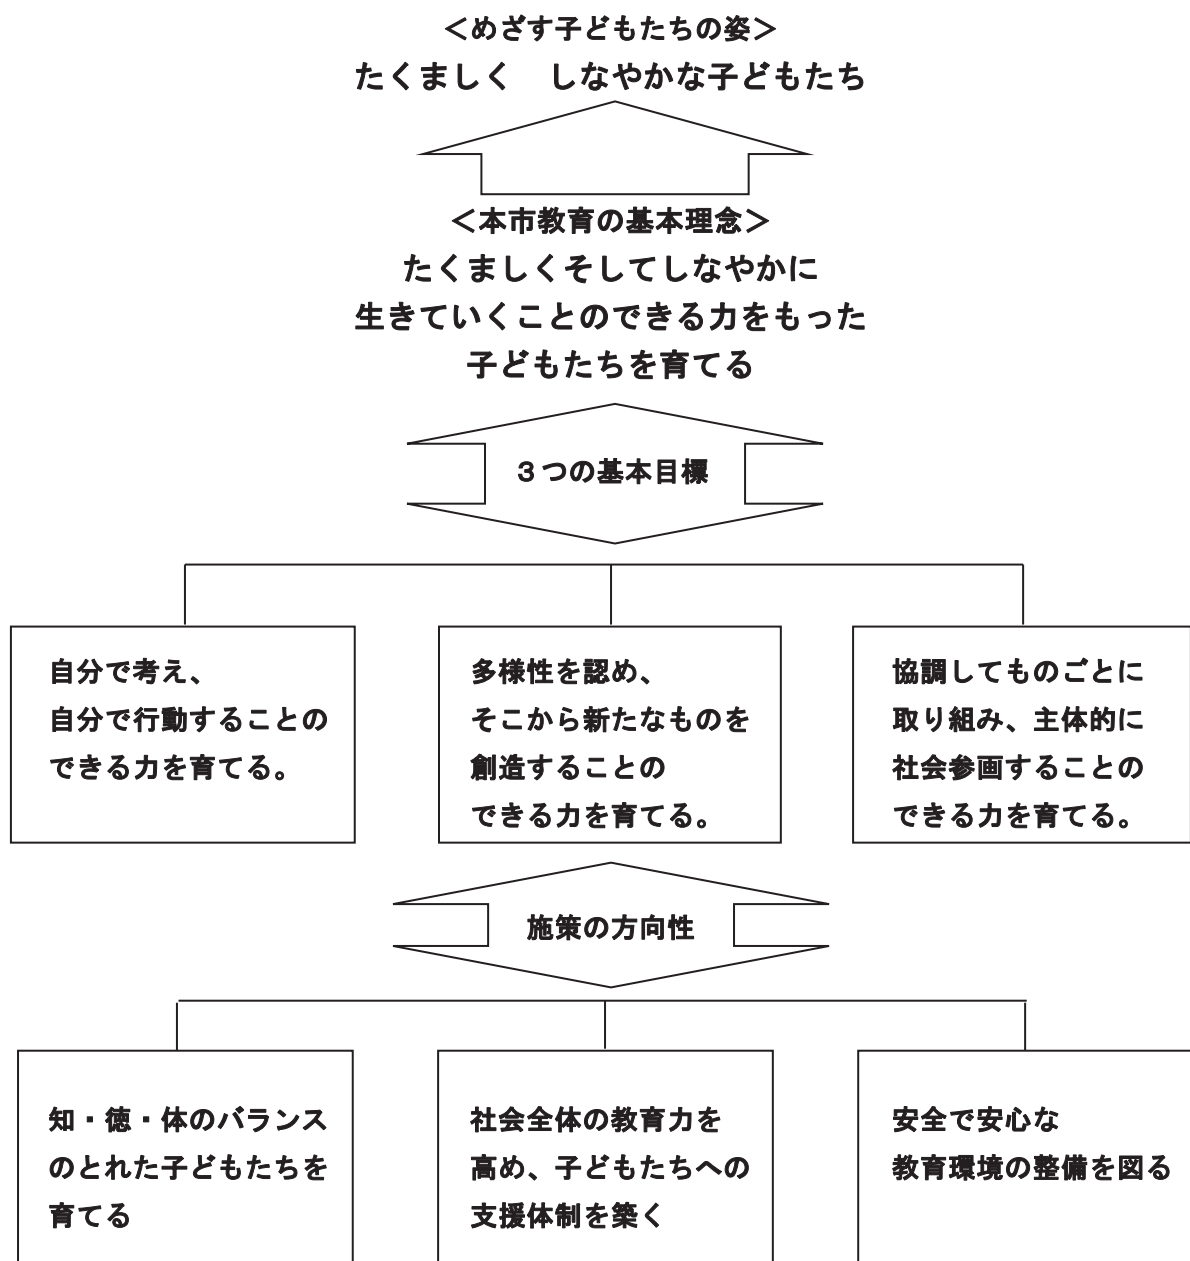 ＜めざす子どもたちの姿＞
たくましく　しなやかな子どもたち
＜本市教育の基本理念＞
たくましくそしてしなやかに
生きていくことのできる力をもった
子どもたちを育てる
３つの基本目標
自分で考え、
自分で行動することの
できる力を育てる。
多様性を認め、
そこから新たなものを
創造することの
できる力を育てる。
協調してものごとに
取り組み、主体的に
社会参画することの
できる力を育てる。
施策の方向性
知・徳・体のバランス
のとれた子どもたちを
育てる
社会全体の教育力を
高め、子どもたちへの
支援体制を築く
安全で安心な
教育環境の整備を図る